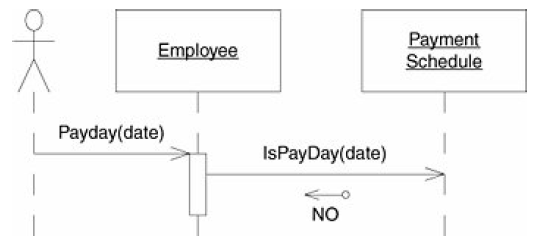 Employee
Payment
Schedule
Payday(date)
IsPayDay(date)
NO